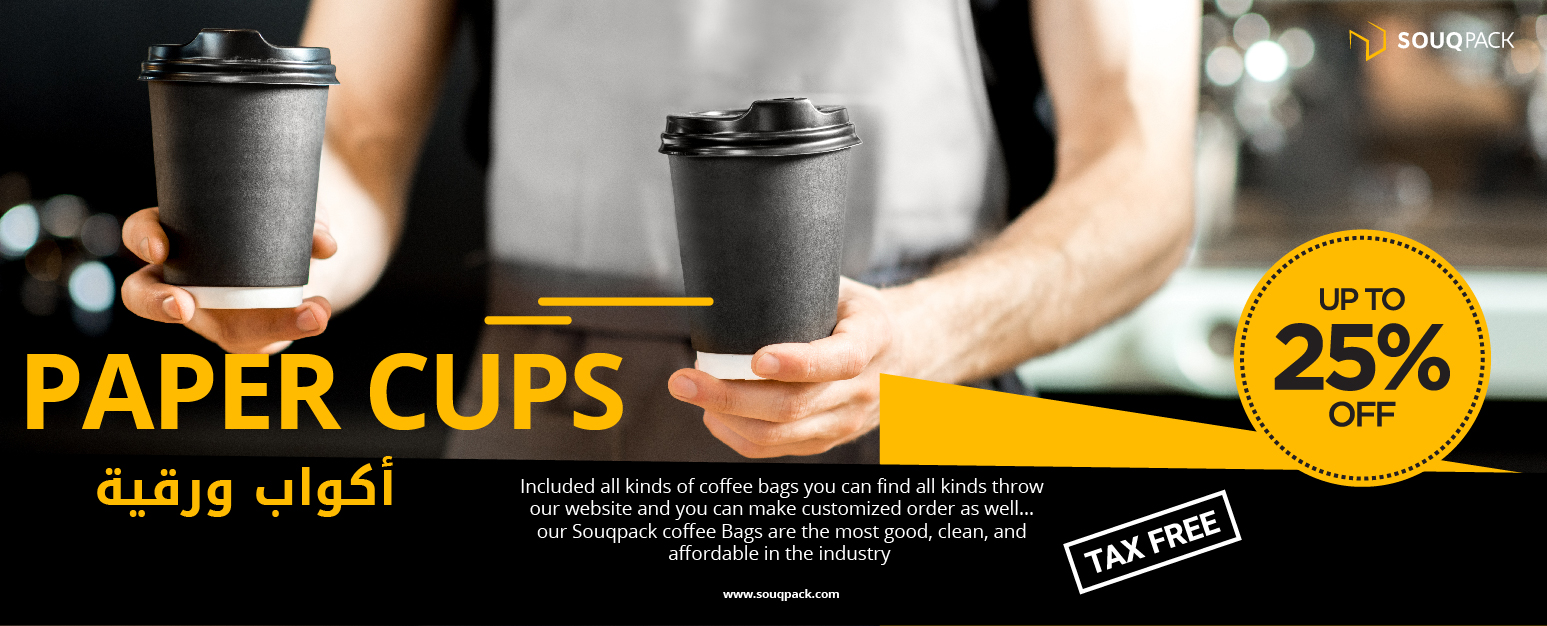 SOUQPACK
UP TO
25%
OFF
PAPER CUPS
أكواب ورقية
Included all kinds of coffee bags you can find all kinds throw
our website and you can make customized order as well...
our Souqpack coffee Bags are the most good, clean, and
affordable in the industry
TAX FREE
www.souqpack.com